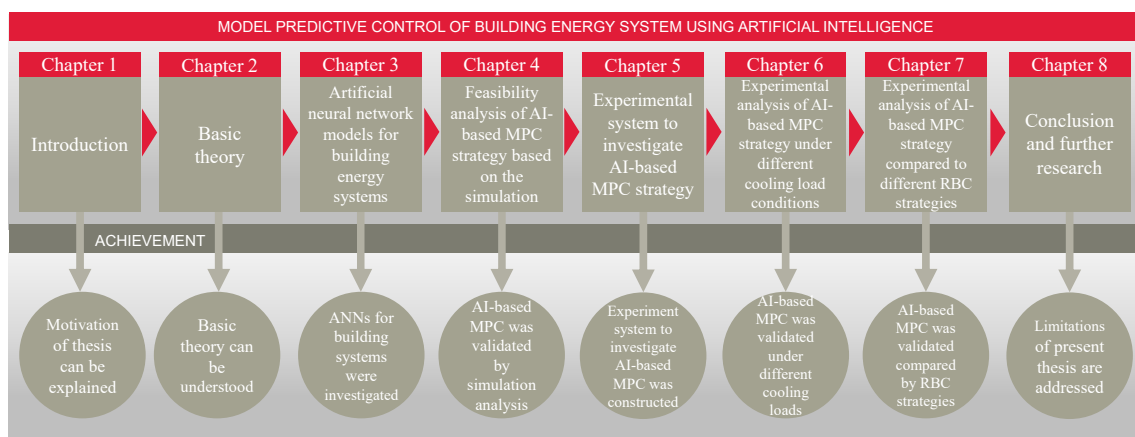 MODEL PREDICTIVE CONTROL OF BUILDING ENERGY SYSTEM USING ARTIFICIAL INTELLIGENCE
Chapter 1
Introduction
Chapter 2
Basic
theory
Chapter 3
Artificial
neural network
models for
building
energy
systems
Chapter 4
Feasibility
analysis of AI-
based MPC
strategy based
on the
simulation
Chapter 5
Experimental
system to
investigate
AI-based
MPC strategy
Chapter 6
Experimental
analysis of AI-
based MPC
strategy under
different
cooling load
conditions
Chapter 7
Experimental
analysis of AI-
based MPC
strategy
compared to
different RBC
strategies
Chapter 8
Conclusion
and further
research
ACHIEVEMENT
Motivation
of thesis
can be
explained
Basic
theory can
be
understood
ANNs for
building
systems
were
investigated
AI-based
MPC was
validated
by
simulation
analysis
Experiment
system to
investigate
AI-based
MPC was
constructed
AI-based
MPC was
validated
under
different
cooling
loads
AI-based
MPC was
validated
compared
by RBC
strategies
Limitations
of present
thesis are
addressed